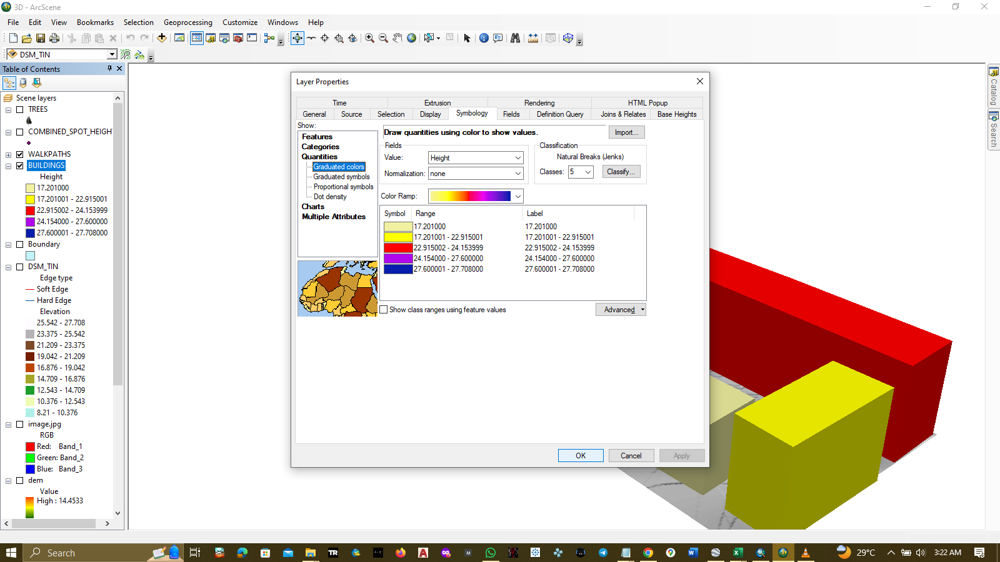 3D - ArcScene
File Edit View Bookmarks Selection Geoprocessing Customize Windows Help
DSM_TIN
Table of Contents
Scene layers
TREES
COMBINED_SPOT_HEIGH
WALKPATHS
BUILDINGS
Height
17.201000
17.201001 - 22.915001
22.915002 - 24.153999
24.154000 - 27.600000
27.600001 - 27.708000
Boundary
DSM_TIN
Edge type
Soft Edge
Hard Edge
Elevation
25.542 - 27.708
23.375 - 25.542
21.209 - 23.375
19.042 - 21.209
16.876 - 19.042
14.709 - 16.876
12.543 - 14.709
10.376 - 12.543
8.21 - 10.376
image.jpg
RGB
Red: Band_1
Green: Band_2
Blue: Band_3
dem
Value
High : 14.4533
Layer Properties
Time Extrusion Rendering HTML Popup
General Source Selection Display Symbology Fields Definition Query Joins & Relates Base Heights
Show:
Features
Categories
Quantities
Graduated colors
Graduated symbols
Proportional symbols
Dot density
Charts
Multiple Attributes
Draw quantities using color to show values.
Import...
Fields
Value: Height
Normalization: none
Classification
Natural Breaks (Jenks)
Classes: 5 Classify...
Color Ramp:
Symbol Range Label
17.201000 17.201000
17.201001 - 22.915001 17.201001 - 22.915001
22.915002 - 24.153999 22.915002 - 24.153999
24.154000 - 27.600000 24.154000 - 27.600000
27.600001 - 27.708000 27.600001 - 27.708000
Show class ranges using feature values
Advanced
OK Cancel Apply
Catalog
Search
Search
TR
M
29°C
3:22 AM